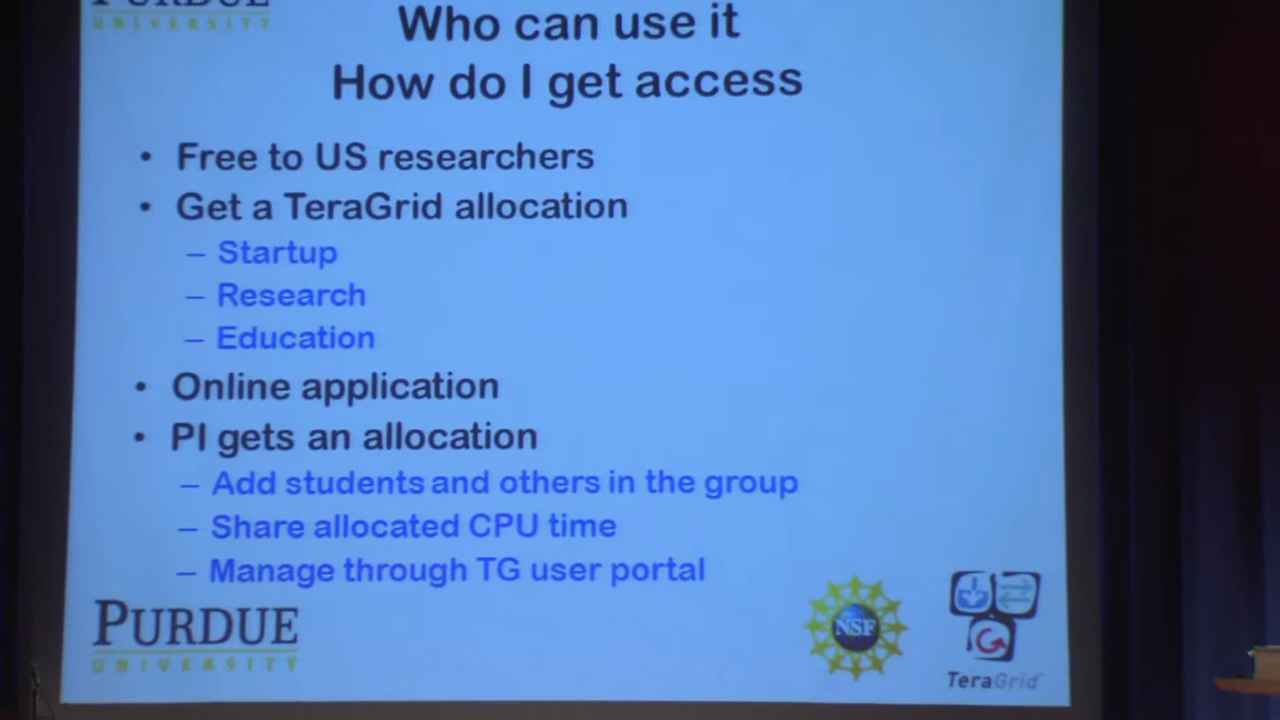 PURDUE
UNIVERSITY
Who can use it
How do I get access
• Free to US researchers
• Get a TeraGrid allocation
– Startup
– Research
– Education
• Online application
• PI gets an allocation
– Add students and others in the group
– Share allocated CPU time
– Manage through TG user portal
PURDUE
UNIVERSITY
NSF
TeraGrid